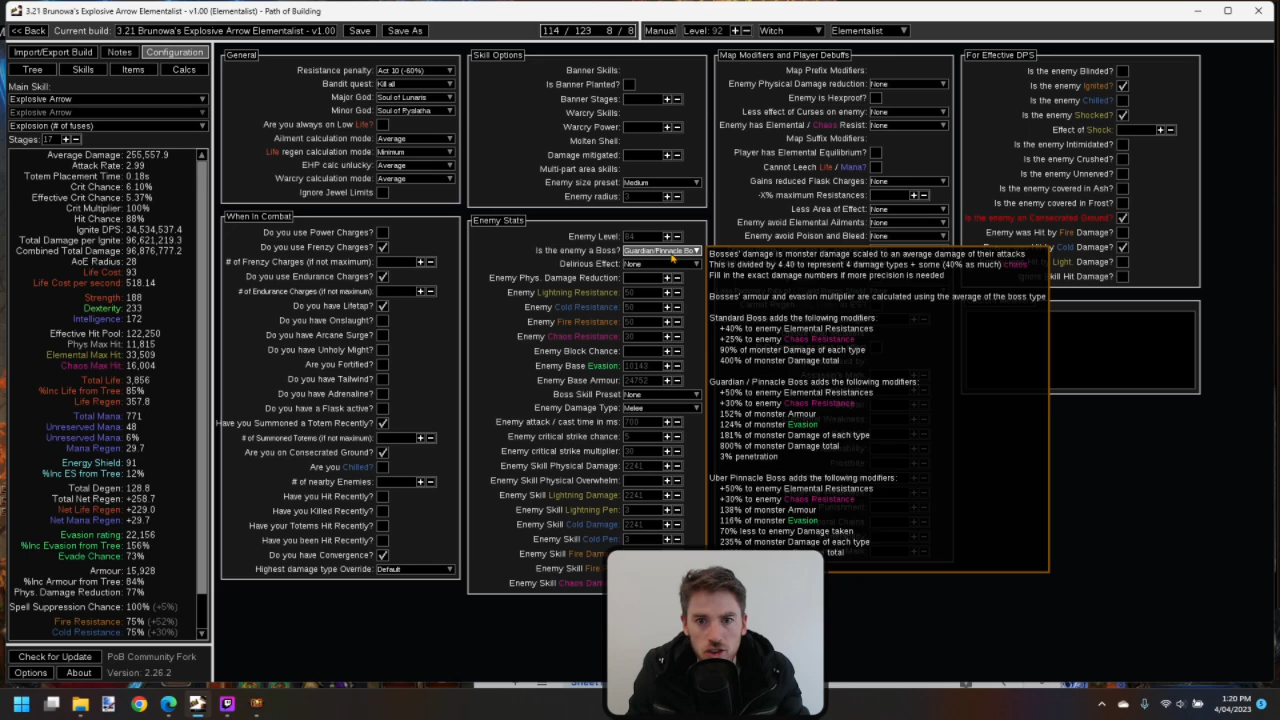 3.21 Brunowa's Explosive Arrow Elementalist - v1.00 (Elementalist) - Path of Building
<< Back Current build: 3.21 Brunowa's Explosive Arrow Elementalist - v1.00 Save Save As 114 / 123 8 / 8 Manual Level: 92 Witch Elementalist
Import/Export Build Notes Configuration
Tree Skills Items Calcs
Main Skill:
Explosive Arrow
Explosive Arrow
Explosion (# of fuses)
Stages: 17
Average Damage: 255,557.9
Attack Rate: 2.99
Totem Placement Time: 0.18s
Crit Chance: 6.10%
Effective Crit Chance: 5.37%
Crit Multiplier: 100%
Hit Chance: 88%
Ignite DPS: 34,534,537.4
Total Damage per Ignite: 96,621,219.3
Combined Total Damage: 96,876,777.2
AoE Radius: 28
Life Cost: 93
Life Cost per second: 518.14
Strength: 188
Dexterity: 233
Intelligence: 172
Effective Hit Pool: 122,250
Phys Max Hit: 11,815
Elemental Max Hit: 33,509
Chaos Max Hit: 16,004
Total Life: 3,856
%Inc Life from Tree: 85%
Life Regen: 357.8
Total Mana: 771
Unreserved Mana: 48
Unreserved Mana: 6%
Mana Regen: 29.7
Energy Shield: 91
%Inc ES from Tree: 12%
Total Degen: 128.8
Total Net Regen: +258.7
Net Life Regen: +229.0
Net Mana Regen: +29.7
Evasion rating: 22,156
%Inc Evasion from Tree: 156%
Evade Chance: 73%
Armour: 15,928
%Inc Armour from Tree: 84%
Phys. Damage Reduction: 77%
Spell Suppression Chance: 100% (+5%)
Fire Resistance: 75% (+52%)
Cold Resistance: 75% (+30%)
Check for Update PoB Community Fork
Options About Version: 2.26.2
General
Resistance penalty: Act 10 (-60%)
Bandit quest: Kill all
Major God: Soul of Lunaris
Minor God: Soul of Ryslatha
Are you always on Low Life?
Ailment calculation mode: Average
Life regen calculation mode: Minimum
EHP calc unlucky: Average
Warcry calculation mode: Average
Ignore Jewel Limits
When In Combat
Do you use Power Charges?
Do you use Frenzy Charges?
# of Frenzy Charges (if not maximum):
Do you use Endurance Charges?
# of Endurance Charges (if not maximum):
Do you have Lifetap?
Do you have Onslaught?
Do you have Arcane Surge?
Do you have Unholy Might?
Are you Fortified?
Do you have Tailwind?
Do you have Adrenaline?
Do you have a Flask active?
Have you Summoned a Totem Recently?
# of Summoned Totems (if not maximum):
Are you on Consecrated Ground?
Are you Chilled?
# of nearby Enemies:
Have you Hit Recently?
Have you Killed Recently?
Have your Totems Hit Recently?
Have you been Hit Recently?
Do you have Convergence?
Highest damage type Override: Default
Skill Options
Banner Skills:
Is Banner Planted?
Banner Stages:
Warcry Skills:
Warcry Power:
Molten Shell:
Damage mitigated:
Multi-part area skills:
Enemy size preset: Medium
Enemy radius: 3
Enemy Stats
Enemy Level: 84
Is the enemy a Boss? Guardian/Pinnacle Bo
Delirious Effect: None
Enemy Phys. Damage Reduction:
Enemy Lightning Resistance: 50
Enemy Cold Resistance: 50
Enemy Fire Resistance: 50
Enemy Chaos Resistance: 30
Enemy Block Chance:
Enemy Base Evasion: 10143
Enemy Base Armour: 24752
Boss Skill Preset None
Enemy Damage Type: Melee
Enemy attack / cast time in ms: 700
Enemy critical strike chance: 5
Enemy critical strike multiplier: 30
Enemy Skill Physical Damage: 2241
Enemy Skill Physical Overwhelm:
Enemy Skill Lightning Damage: 2241
Enemy Skill Lightning Pen: 3
Enemy Skill Cold Damage: 2241
Enemy Skill Cold Pen: 3
Enemy Skill Fire Dam
Enemy Skill Fire
Enemy Skill Chaos Dam
Map Modifiers and Player Debuffs
Map Prefix Modifiers:
Enemy Physical Damage reduction: None
Enemy is Hexproof?
Less effect of Curses on enemy: None
Enemy has Elemental / Chaos Resist: None
Map Suffix Modifiers:
Player has Elemental Equilibrium?
Cannot Leech Life / Mana?
Gains reduced Flask Charges: None
-X% maximum Resistances:
Less Area of Effect: None
Enemy avoid Elemental Ailments: None
Enemy avoid Poison and Bleed: None
Bosses' damage is monster damage scaled to an average damage of their attacks
This is divided by 4.40 to represent 4 damage types + some (40% as much) chaos
Fill in the exact damage numbers if more precision is needed
Bosses' armour and evasion multiplier are calculated using the average of the boss type
Standard Boss adds the following modifiers:
+40% to enemy Elemental Resistances
+25% to enemy Chaos Resistance
90% of monster Damage of each type
400% of monster Damage total
Guardian / Pinnacle Boss adds the following modifiers:
+50% to enemy Elemental Resistances
+30% to enemy Chaos Resistance
152% of monster Armour
124% of monster Evasion
181% of monster Damage of each type
800% of monster Damage total
3% penetration
Uber Pinnacle Boss adds the following modifiers:
+50% to enemy Elemental Resistances
+30% to enemy Chaos Resistance
138% of monster Armour
116% of monster Evasion
70% less to enemy Damage taken
235% of monster Damage of each type
total
For Effective DPS
Is the enemy Blinded?
Is the enemy Ignited?
Is the enemy Chilled?
Is the enemy Shocked?
Effect of Shock:
Is the enemy Intimidated?
Is the enemy Crushed?
Is the enemy Unnerved?
Is the enemy covered in Ash?
Is the enemy covered in Frost?
Is the enemy on Consecrated Ground?
Enemy was Hit by Fire Damage?
Hit by Cold Damage?
Hit by Light. Damage?
Ignore Skill Hit Damage?
1:20 PM
4/04/2023